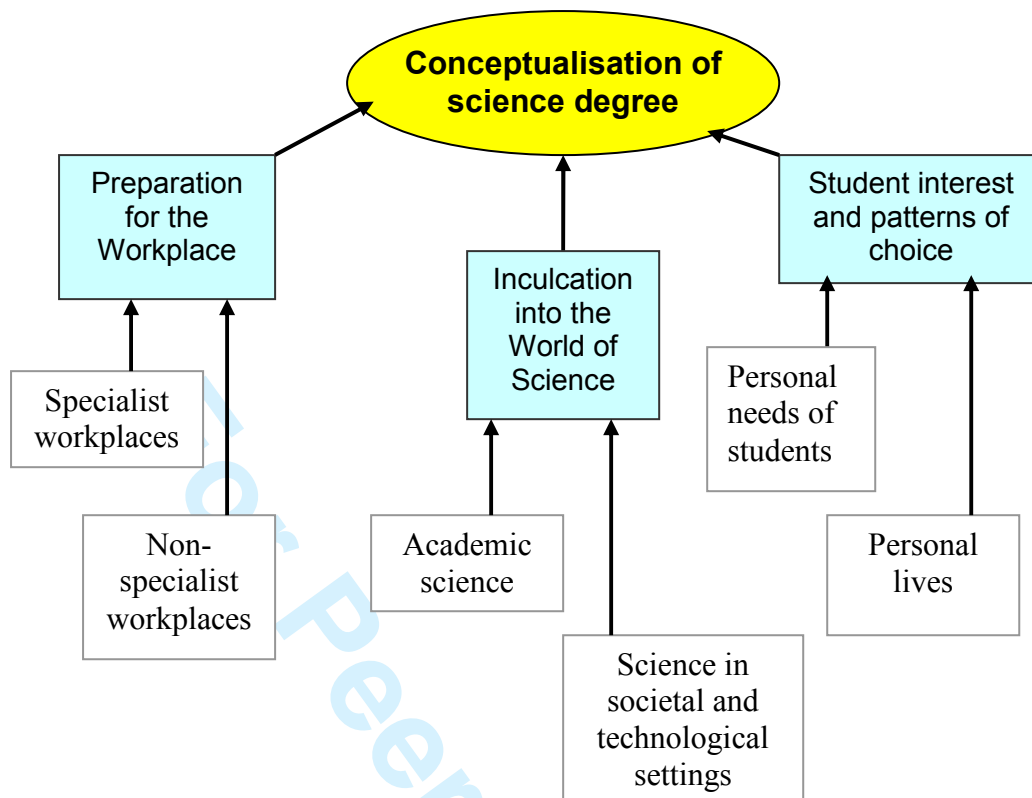 Conceptualisation of
science degree
Preparation
for the
Workplace
Inculcation
into the
World of
Science
Student interest
and patterns of
choice
Specialist
workplaces
Non-
specialist
workplaces
Academic
science
Science in
societal and
technological
settings
Personal
needs of
students
Personal
lives
For Peer